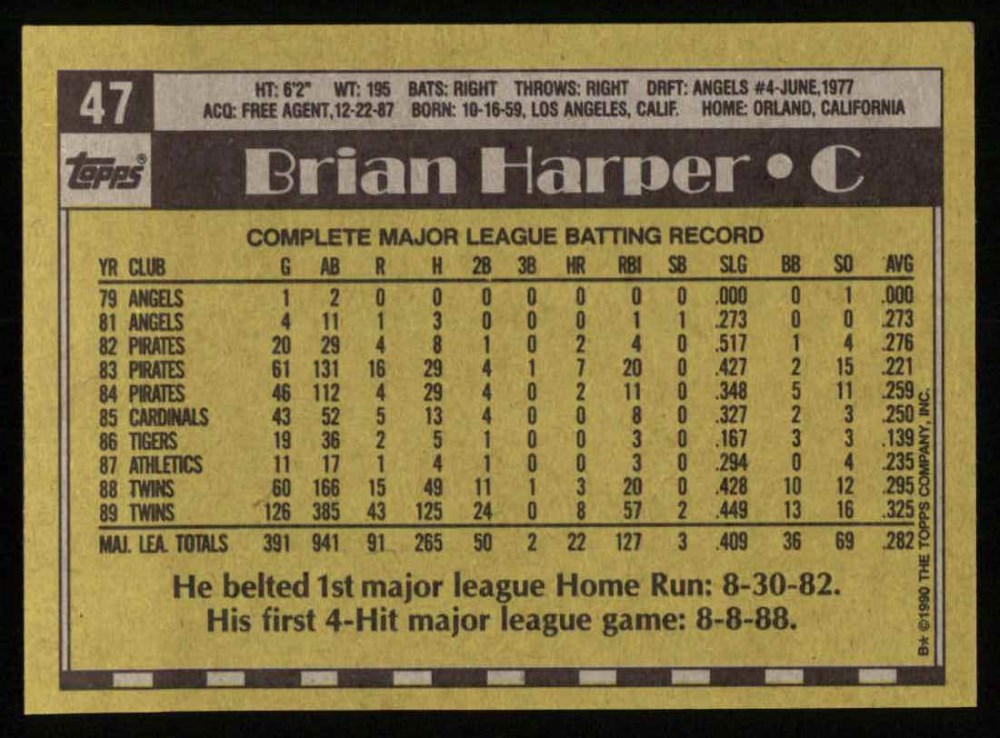 47
HT: 6'2" WT: 195 BATS: RIGHT THROWS: RIGHT DRFT: ANGELS #4-JUNE,1977
ACQ: FREE AGENT,12-22-87 BORN: 10-16-59, LOS ANGELES, CALIF. HOME: ORLAND, CALIFORNIA
topps®
Brian Harper • C
COMPLETE MAJOR LEAGUE BATTING RECORD
YR CLUB G AB R H 2B 3B HR RBI SB SLG BB SO AVG
79 ANGELS 1 2 0 0 0 0 0 0 0 .000 0 1 .000
81 ANGELS 4 11 1 3 0 0 0 1 1 .273 0 0 .273
82 PIRATES 20 29 4 8 1 0 2 4 0 .517 1 4 .276
83 PIRATES 61 131 16 29 4 1 7 20 0 .427 2 15 .221
84 PIRATES 46 112 4 29 4 0 2 11 0 .348 5 11 .259
85 CARDINALS 43 52 5 13 4 0 0 8 0 .327 2 3 .250
86 TIGERS 19 36 2 5 1 0 0 3 0 .167 3 3 .139
87 ATHLETICS 11 17 1 4 1 0 0 3 0 .294 0 4 .235
88 TWINS 60 166 15 49 11 1 3 20 0 .428 10 12 .295
89 TWINS 126 385 43 125 24 0 8 57 2 .449 13 16 .325
MAJ. LEA. TOTALS 391 941 91 265 50 2 22 127 3 .409 36 69 .282
He belted 1st major league Home Run: 8-30-82.
His first 4-Hit major league game: 8-8-88.
B* ©1990 THE TOPPS COMPANY, INC.